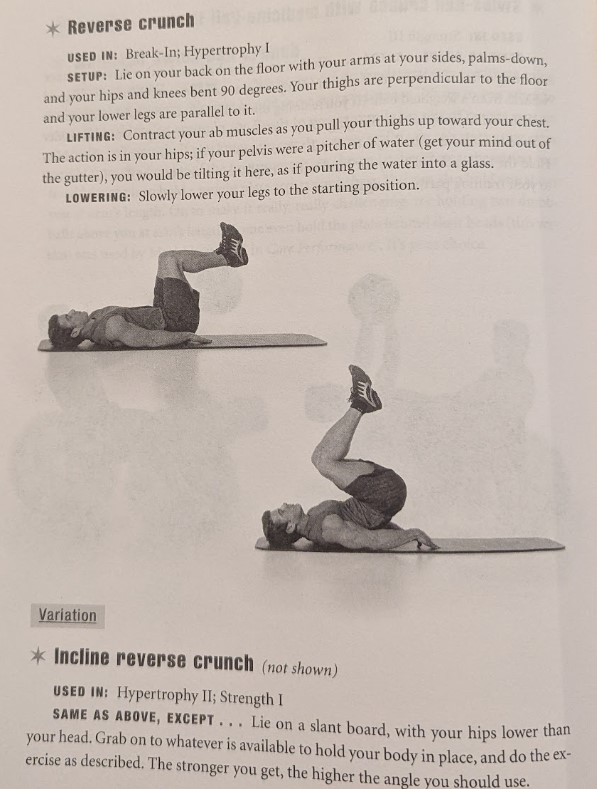 * Reverse crunch
USED IN: Break-In; Hypertrophy I
SETUP: Lie on your back on the floor with your arms at your sides, palms-down,
and your hips and knees bent 90 degrees. Your thighs are perpendicular to the floor
and your lower legs are parallel to it.
LIFTING: Contract your ab muscles as you pull your thighs up toward your chest.
The action is in your hips; if your pelvis were a pitcher of water (get your mind out of
the gutter), you would be tilting it here, as if pouring the water into a glass.
LOWERING: Slowly lower your legs to the starting position.
Variation
* Incline reverse crunch (not shown)
USED IN: Hypertrophy II; Strength I
SAME AS ABOVE, EXCEPT . . . Lie on a slant board, with your hips lower than
your head. Grab on to whatever is available to hold your body in place, and do the ex-
ercise as described. The stronger you get, the higher the angle you should use.